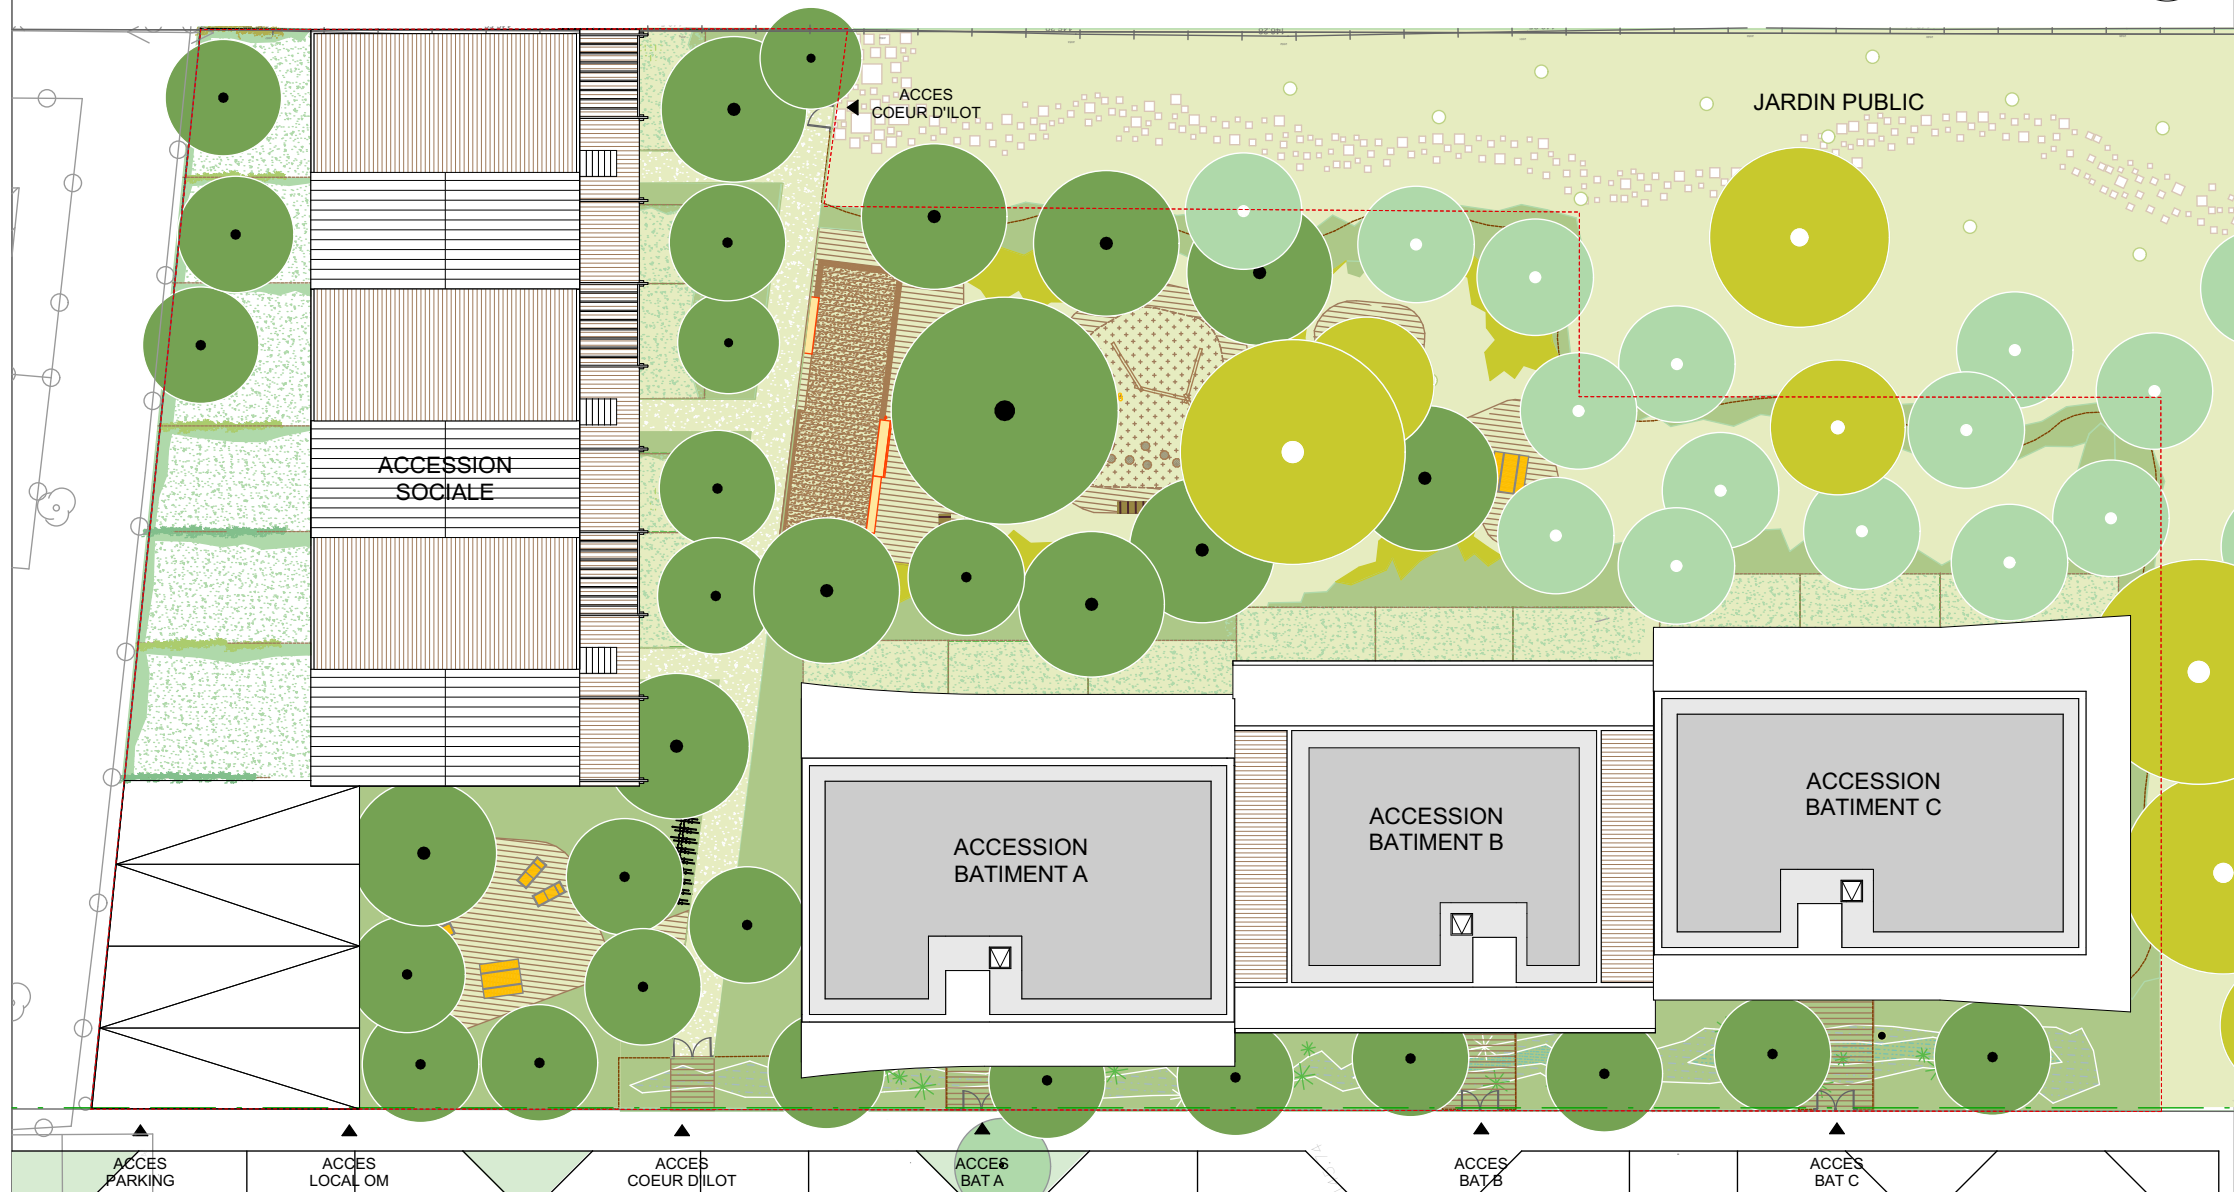 ACCES
COEUR D'ILOT
JARDIN PUBLIC
ACCESSION
SOCIALE
ACCESSION
BATIMENT A
ACCESSION
BATIMENT B
ACCESSION
BATIMENT C
ACCES
PARKING
ACCES
LOCAL OM
ACCES
COEUR D'ILOT
ACCES
BAT A
ACCES
BAT B
ACCES
BAT C